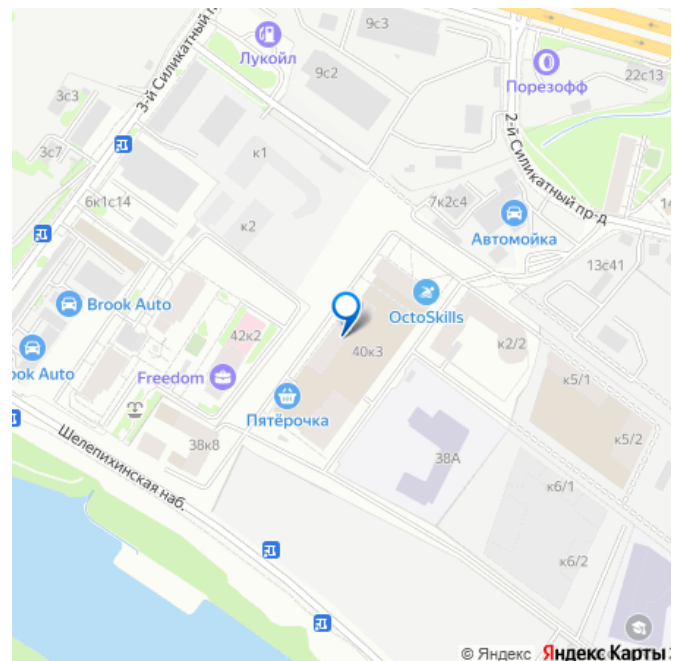 9с3
Лукойл
9с2
Порезофф
22с13
3с3
3-й Силикатный п
2-й Силикатный пр-д
3с7
к1
6к1с14
7к2с4
14
к2
Автомойка
13с41
Brook Auto
OctoSkills
42к2
к2/2
40к3
ook Auto
Freedom
к5/1
Пятёрочка
38к8
38А
к5/2
Шелепихинская наб.
к6/1
к6/2
© Яндекс Яндекс Карты